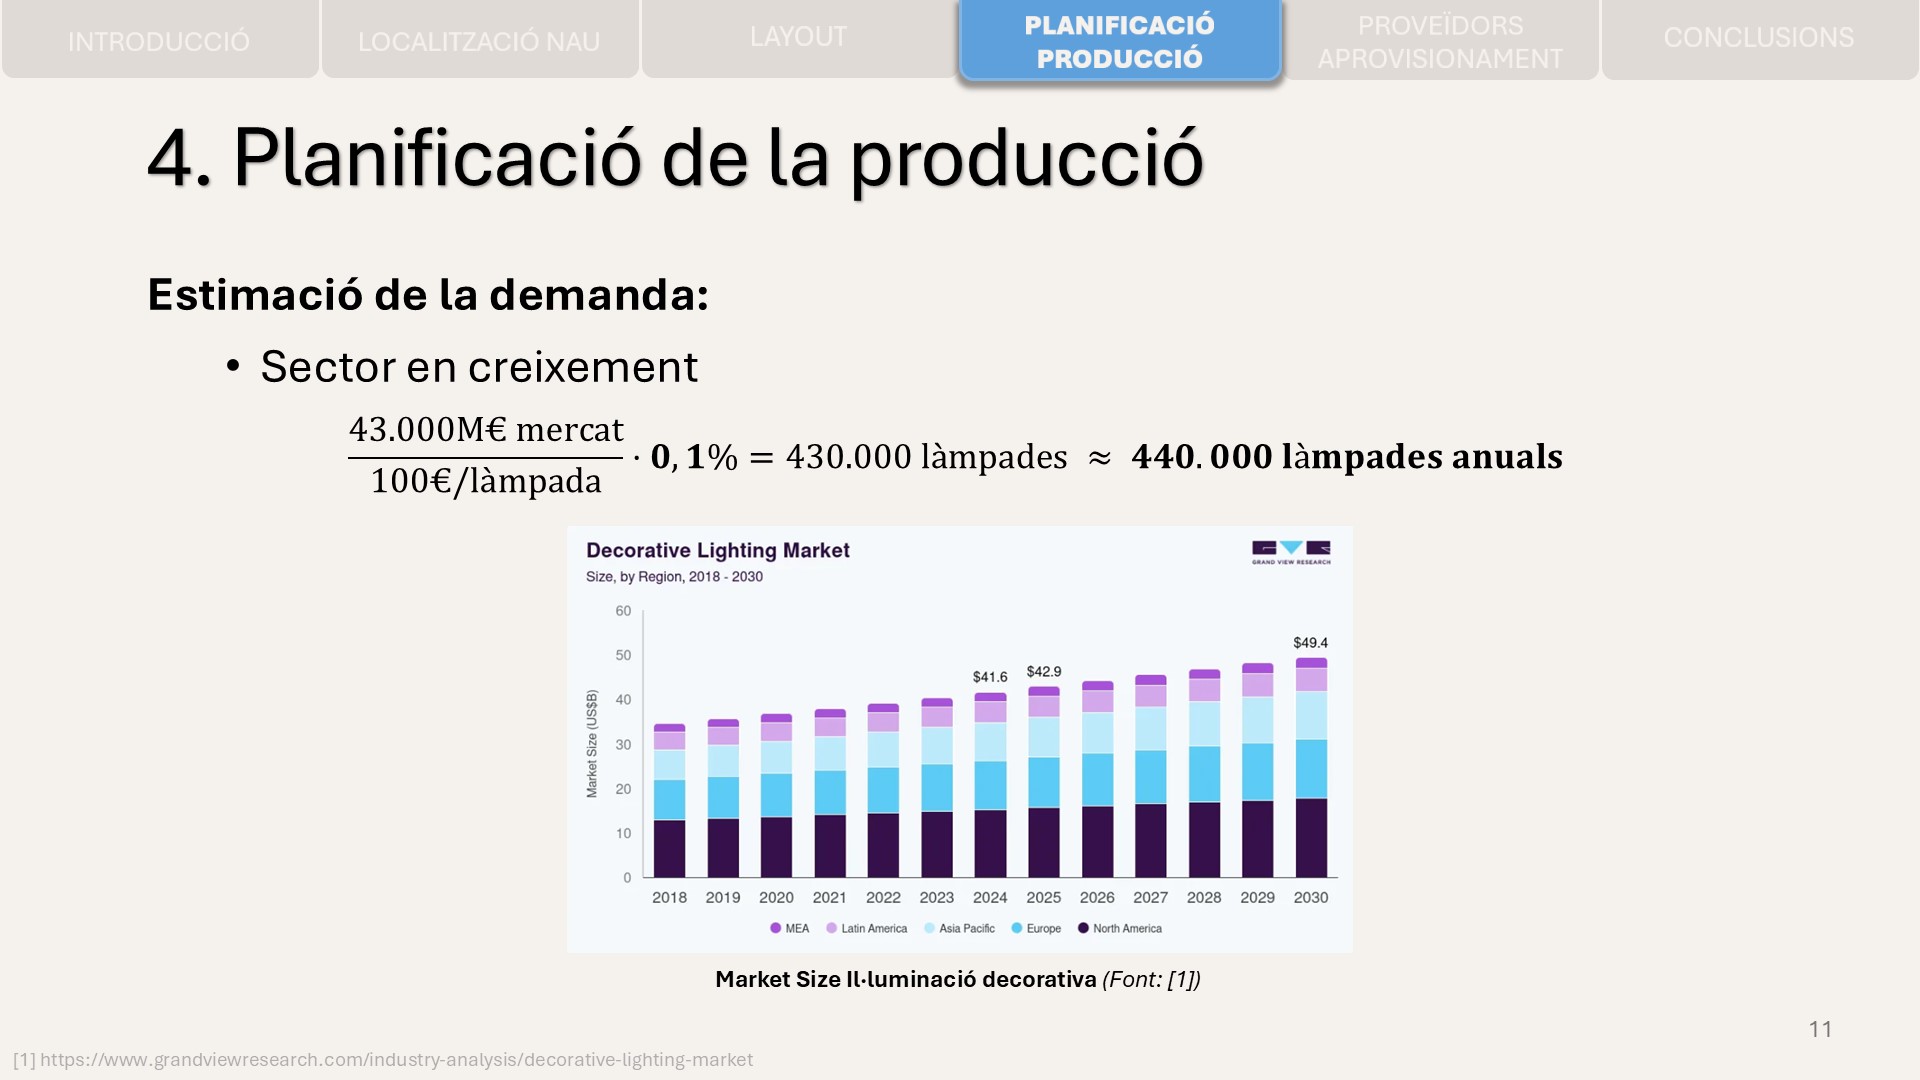 INTRODUCCIÓ
LOCALITZACIÓ NAU
LAYOUT
PLANIFICACIÓ
PRODUCCIÓ
PROVEÏDORS
APROVISIONAMENT
CONCLUSIONS
4. Planificació de la producció
Estimació de la demanda:
• Sector en creixement
43.000M€ mercat
100€/làmpada
· 0,1% = 430.000 làmpades ≈ 440.000 làmpades anuals
Decorative Lighting Market
Size, by Region, 2018 - 2030
GRAND VIEW RESEARCH
Market Size (US$B)
60
50
40
30
20
10
0
$41.6
$42.9
$49.4
2018 2019 2020 2021 2022 2023 2024 2025 2026 2027 2028 2029 2030
MEA Latin America Asia Pacific Europe North America
Market Size Il·luminació decorativa (Font: [1])
11
[1] https://www.grandviewresearch.com/industry-analysis/decorative-lighting-market